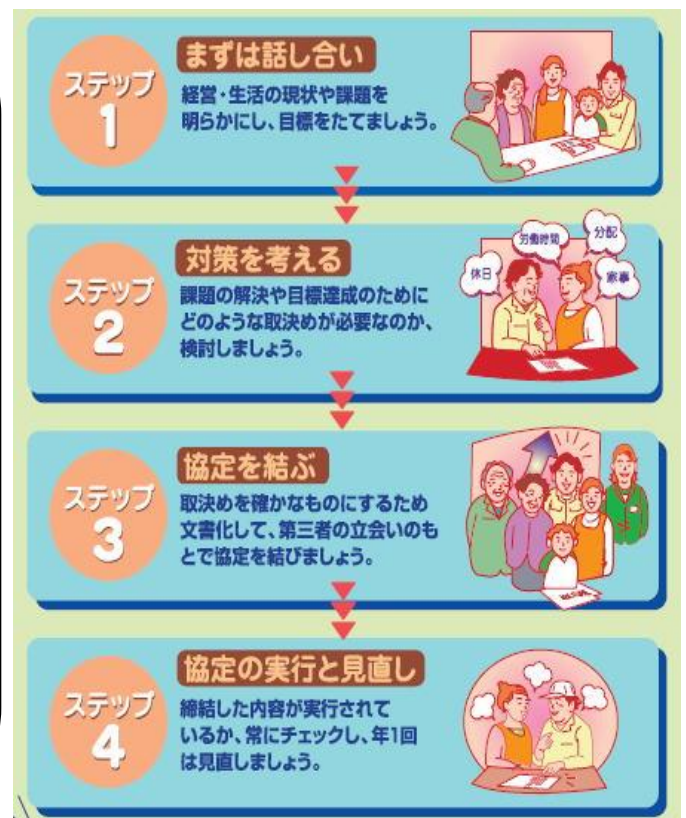 ステップ
1
まずは話し合い
経営・生活の現状や課題を
明らかにし、目標をたてましょう。
ステップ
2
対策を考える
課題の解決や目標達成のために
どのような取決めが必要なのか、
検討しましょう。
休日
労働時間
分配
家事
ステップ
3
協定を結ぶ
取決めを確かなものにするため
文書化して、第三者の立会いのも
とで協定を結びましょう。
ステップ
4
協定の実行と見直し
締結した内容が実行されて
いるか、常にチェックし、年1回
は見直しましょう。